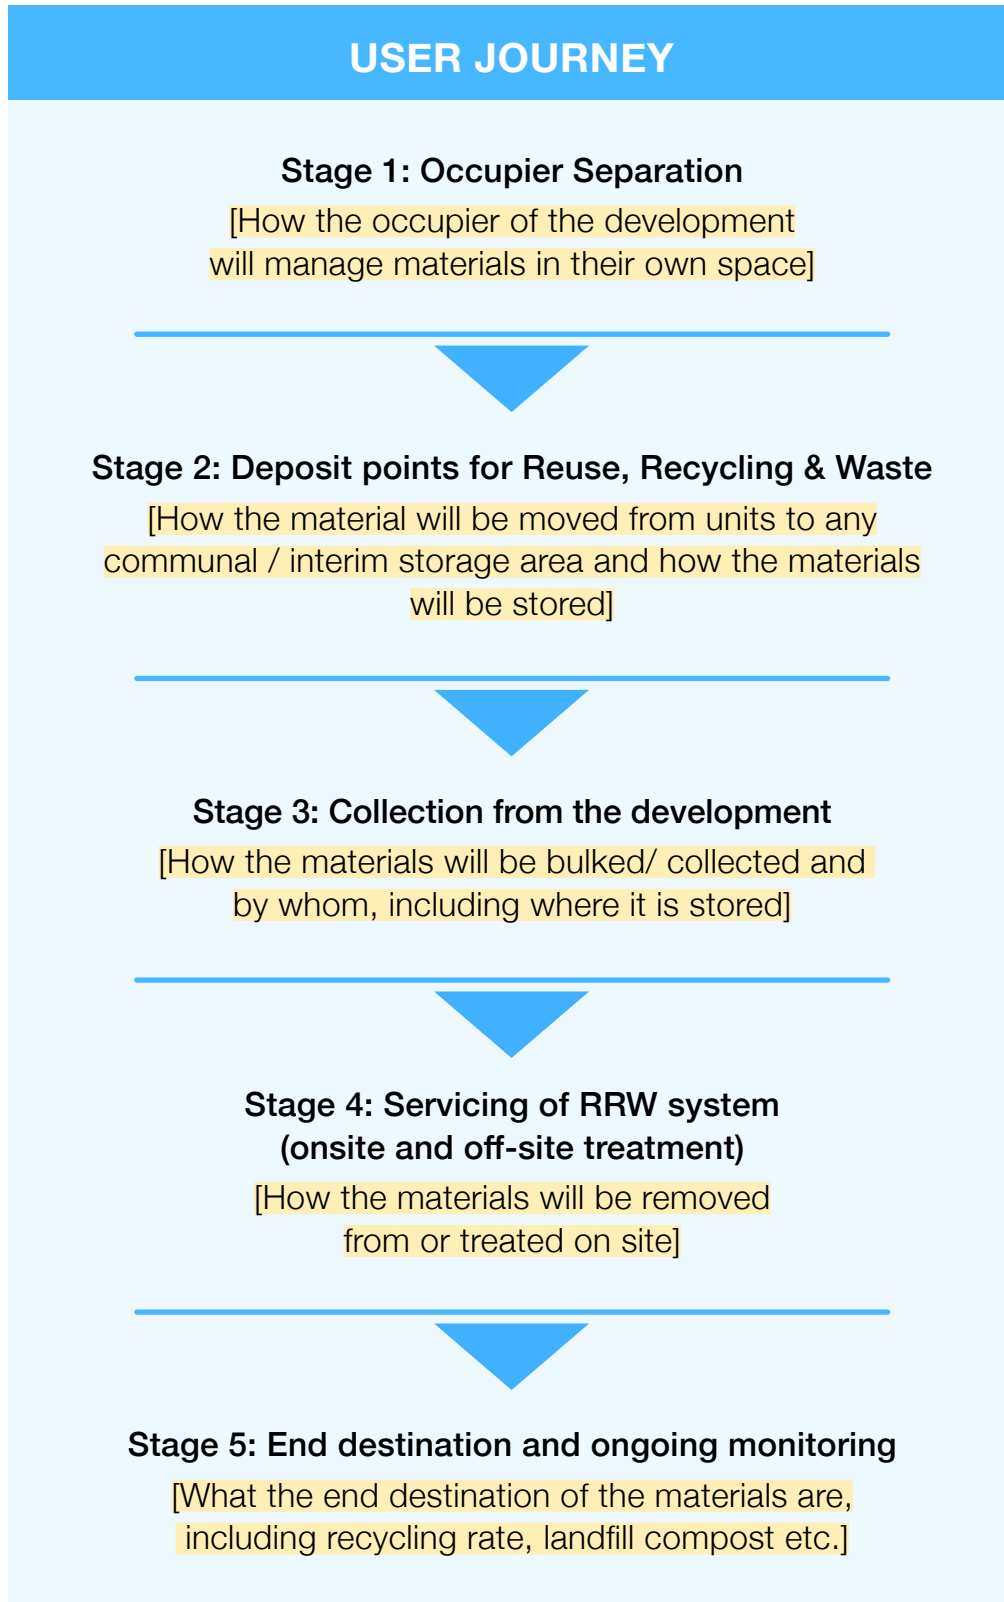 USER JOURNEY
Stage 1: Occupier Separation
[How the occupier of the development
will manage materials in their own space]
Stage 2: Deposit points for Reuse, Recycling & Waste
[How the material will be moved from units to any
communal / interim storage area and how the materials
will be stored]
Stage 3: Collection from the development
[How the materials will be bulked/ collected and
by whom, including where it is stored]
Stage 4: Servicing of RRW system
(onsite and off-site treatment)
[How the materials will be removed
from or treated on site]
Stage 5: End destination and ongoing monitoring
[What the end destination of the materials are,
including recycling rate, landfill compost etc.]